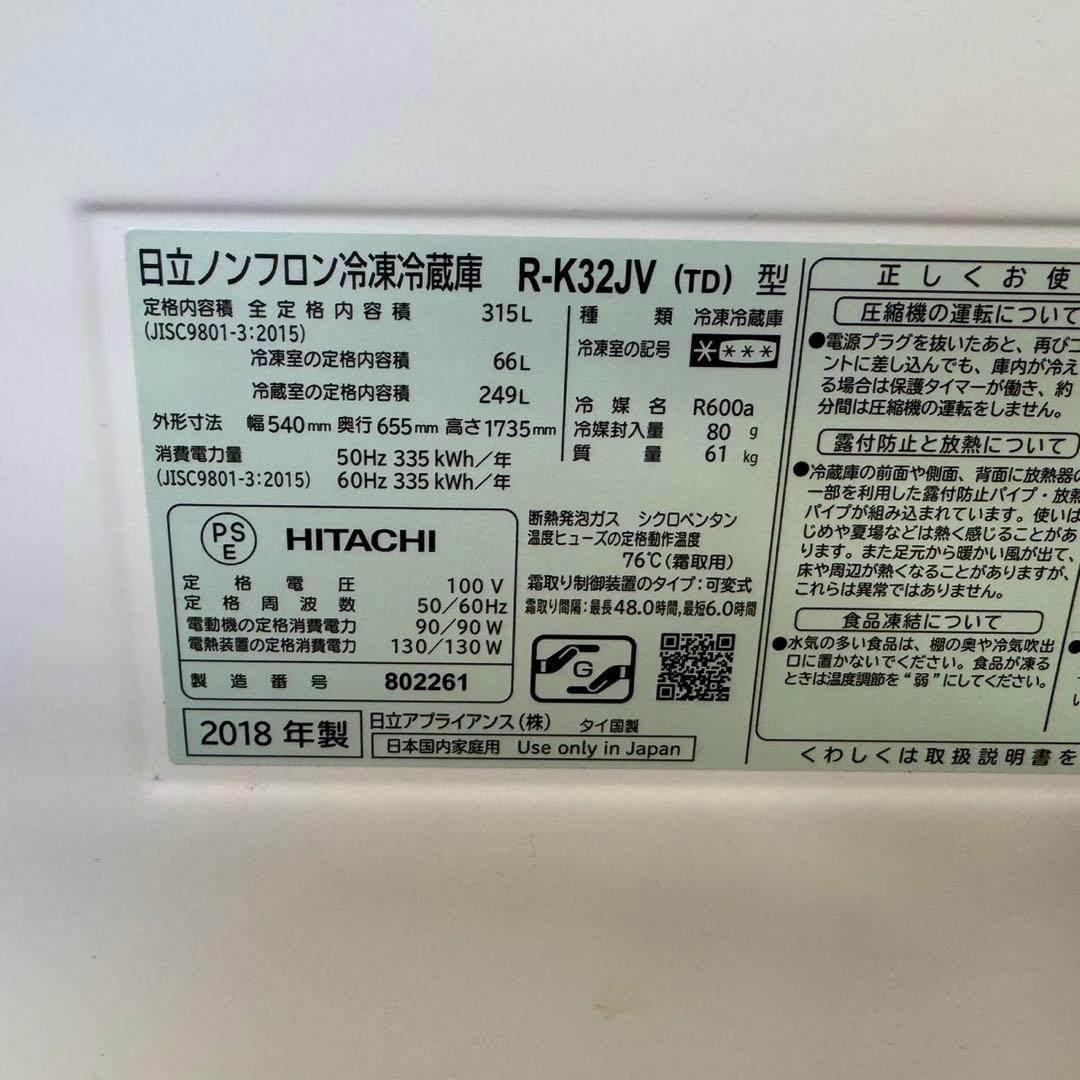 日立ノンフロン冷凍冷蔵庫 R-K32JV (TD) 型
定格内容積 全定格内容積 315L
(JISC9801-3:2015)
冷凍室の定格内容積 66L
冷蔵室の定格内容積 249L
外形寸法 幅540mm 奥行655mm 高さ1735mm
消費電力量 50Hz 335kWh/年
(JISC9801-3:2015) 60Hz 335kWh/年
種類 冷凍冷蔵庫
冷凍室の記号 ****
冷媒名 R600a
冷媒封入量 80 g
質量 61 kg
PS
E
HITACHI
定格電圧 100V
定格周波数 50/60Hz
電動機の定格消費電力 90/90W
電熱装置の定格消費電力 130/130W
製造番号 802261
断熱発泡ガス シクロペンタン
温度ヒューズの定格動作温度
76℃(霜取用)
霜取り制御装置のタイプ:可変式
霜取り間隔:最長48.0時間,最短6.0時間
G
2018年製
日立アプライアンス(株) タイ国製
日本国内家庭用 Use only in Japan
正しくお使
圧縮機の運転について
●電源プラグを抜いたあと、再びコ
ントに差し込んでも、庫内が冷え
る場合は保護タイマーが働き、約
分間は圧縮機の運転をしません。
露付防止と放熱について
●冷蔵庫の前面や側面、背面に放熱器の
一部を利用した露付防止パイプ・放熱
パイプが組み込まれています。使いは
じめや夏場などは熱く感じることがあ
ります。また足元から暖かい風が出て、
床や周辺が熱くなることがありますが、
これらは異常ではありません。
食品凍結について
●水気の多い食品は、棚の奥や冷気吹出
口に置かないでください。食品が凍る
ときは温度調節を“弱”にしてください。
くわしくは取扱説明書を